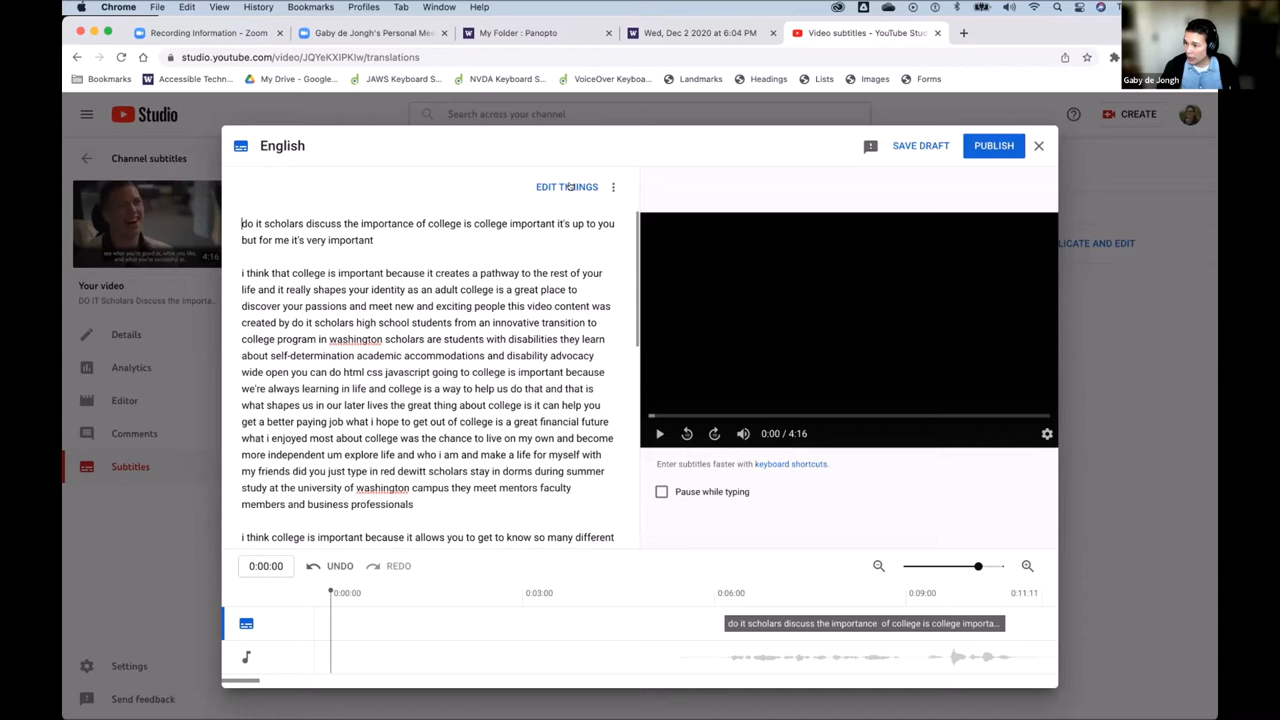 Chrome File Edit View History Bookmarks Profiles Tab Window Help
Recording Information - Zoom
Gaby de Jongh's Personal Mee
My Folder : Panopto
Wed, Dec 2 2020 at 6:04 PM
Video subtitles - YouTube Stu
studio.youtube.com/video/JQYeKXIPKIw/translations
Bookmarks
Accessible Techn...
My Drive - Google...
JAWS Keyboard S...
NVDA Keyboard S...
VoiceOver Keyboa...
Landmarks
Headings
Lists
Images
Forms
Gaby de Jongh
Studio
Search across your channel
CREATE
Channel subtitles
see what you're good at, what you like,
and what you're successful at.
4:16
Your video
DO IT Scholars Discuss the Importa...
Details
Analytics
Editor
Comments
Subtitles
Settings
Send feedback
English
SAVE DRAFT
PUBLISH
EDIT TIMINGS
LICATE AND EDIT
do it scholars discuss the importance of college is college important it's up to you
but for me it's very important
i think that college is important because it creates a pathway to the rest of your
life and it really shapes your identity as an adult college is a great place to
discover your passions and meet new and exciting people this video content was
created by do it scholars high school students from an innovative transition to
college program in washington scholars are students with disabilities they learn
about self-determination academic accommodations and disability advocacy
wide open you can do html css javascript going to college is important because
we're always learning in life and college is a way to help us do that and that is
what shapes us in our later lives the great thing about college is it can help you
get a better paying job what i hope to get out of college is a great financial future
what i enjoyed most about college was the chance to live on my own and become
more independent um explore life and who i am and make a life for myself with
my friends did you just type in red dewitt scholars stay in dorms during summer
study at the university of washington campus they meet mentors faculty
members and business professionals
i think college is important because it allows you to get to know so many different
0:00 / 4:16
Enter subtitles faster with keyboard shortcuts.
Pause while typing
0:00:00
UNDO
REDO
0:00:00
0:03:00
0:06:00
0:09:00
0:11:11
do it scholars discuss the importance of college is college importa...